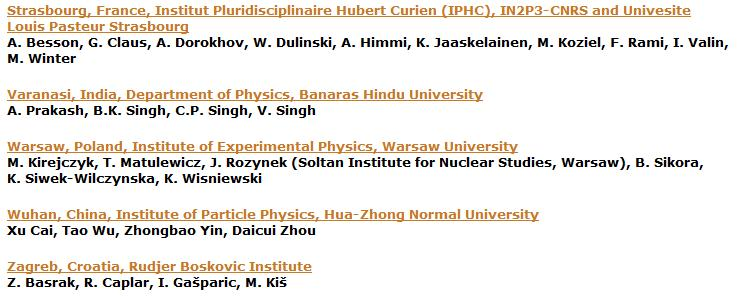 Strasbourg, France, Institut Pluridisciplinaire Hubert Curien (IPHC), IN2P3-CNRS and Univesite
Louis Pasteur Strasbourg
A. Besson, G. Claus, A. Dorokhov, W. Dulinski, A. Himmi, K. Jaaskelainen, M. Koziel, F. Rami, I. Valin,
M. Winter
Varanasi, India, Department of Physics, Banaras Hindu University
A. Prakash, B.K. Singh, C.P. Singh, V. Singh
Warsaw, Poland, Institute of Experimental Physics, Warsaw University
M. Kirejczyk, T. Matulewicz, J. Rozynek (Soltan Institute for Nuclear Studies, Warsaw), B. Sikora,
K. Siwek-Wilczynska, K. Wisniewski
Wuhan, China, Institute of Particle Physics, Hua-Zhong Normal University
Xu Cai, Tao Wu, Zhongbao Yin, Daicui Zhou
Zagreb, Croatia, Rudjer Boskovic Institute
Z. Basrak, R. Caplar, I. Gašparic, M. Kiš